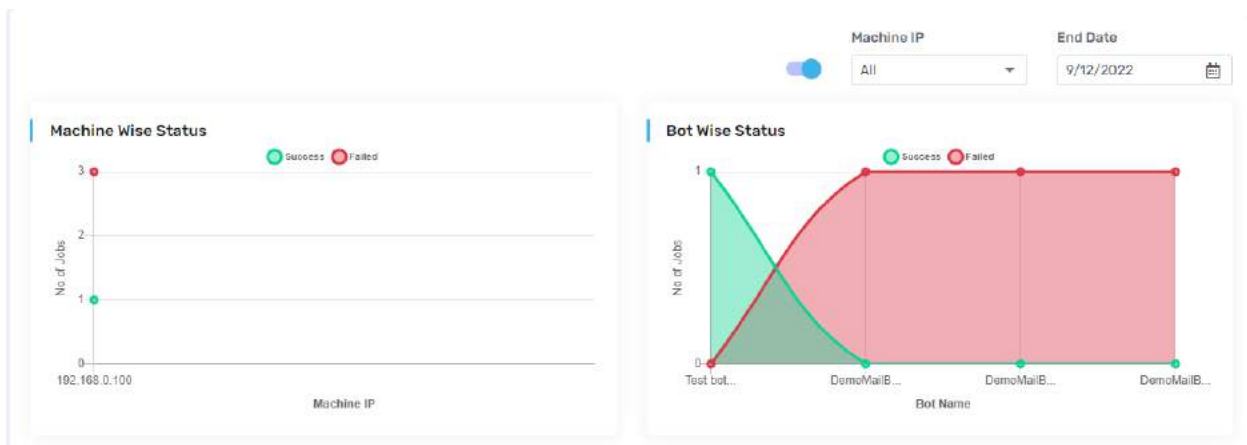 Machine IP
End Date
All
9/12/2022
Machine Wise Status
Success Failed
3
2
1
0
No of Jobs
192.168.0.100
Machine IP
Bot Wise Status
Success Failed
1
0
No of Jobs
Test bot...
DemoMailB...
DemoMailB...
DemoMailB...
Bot Name